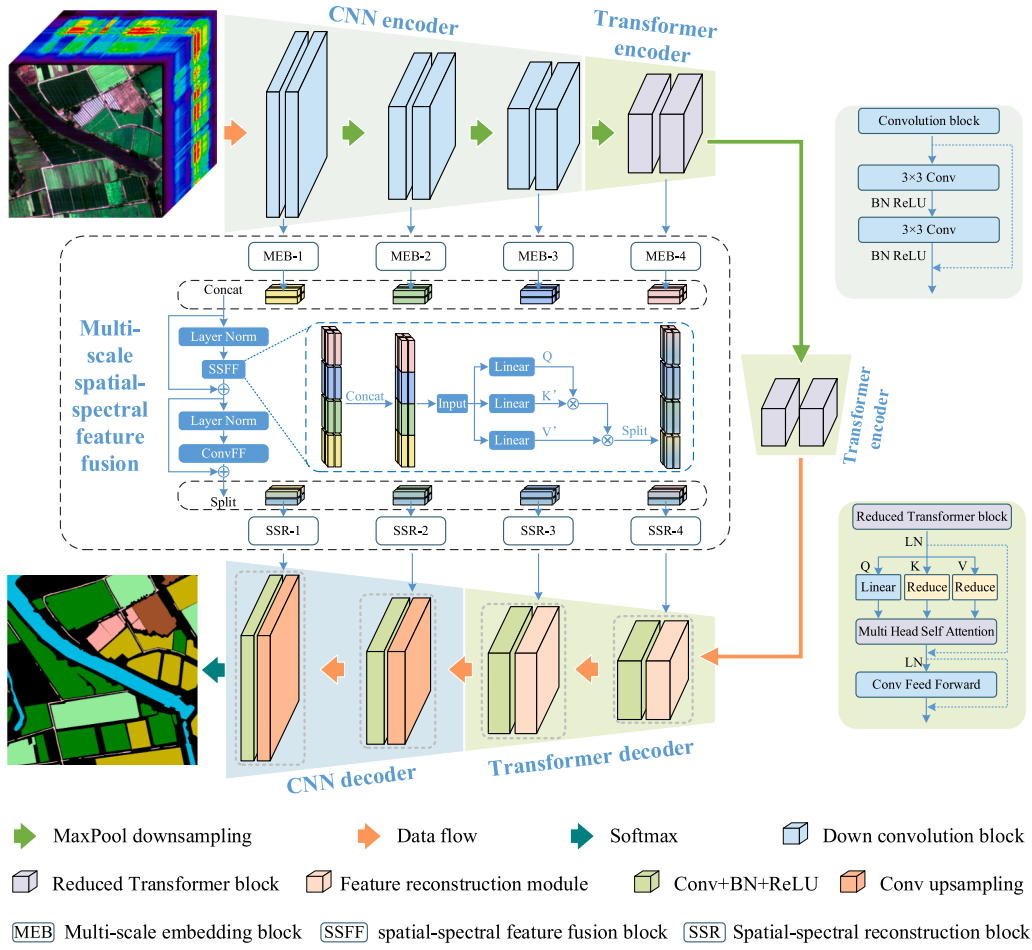 CNN encoder
Transformer
encoder
Convolution block
3×3 Conv
BN ReLU
3×3 Conv
BN ReLU
MEB-1
MEB-2
MEB-3
MEB-4
Concat
Multi-
scale
spatial-
spectral
feature
fusion
Layer Norm
SSFF
Layer Norm
ConvFF
Split
Concat
Input
Linear
Q
Linear
K'
Linear
V'
Split
Transformer
encoder
SSR-1
SSR-2
SSR-3
SSR-4
Reduced Transformer block
LN
Q
K
V
Linear
Reduce
Reduce
Multi Head Self Attention
LN
Conv Feed Forward
CNN decoder
Transformer decoder
MaxPool downsampling
Data flow
Softmax
Down convolution block
Reduced Transformer block
Feature reconstruction module
Conv+BN+ReLU
Conv upsampling
MEB Multi-scale embedding block
SSFF spatial-spectral feature fusion block
SSR Spatial-spectral reconstruction block